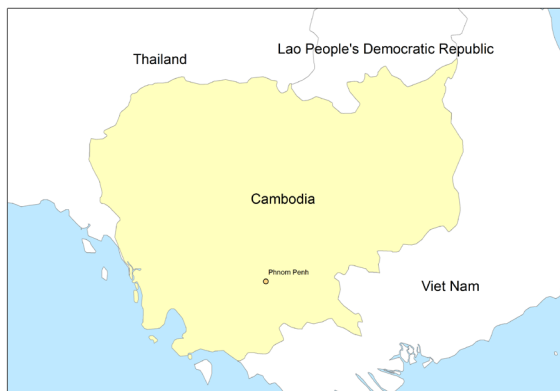 Thailand
Lao People's Democratic Republic
Cambodia
Phnom Penh
Viet Nam